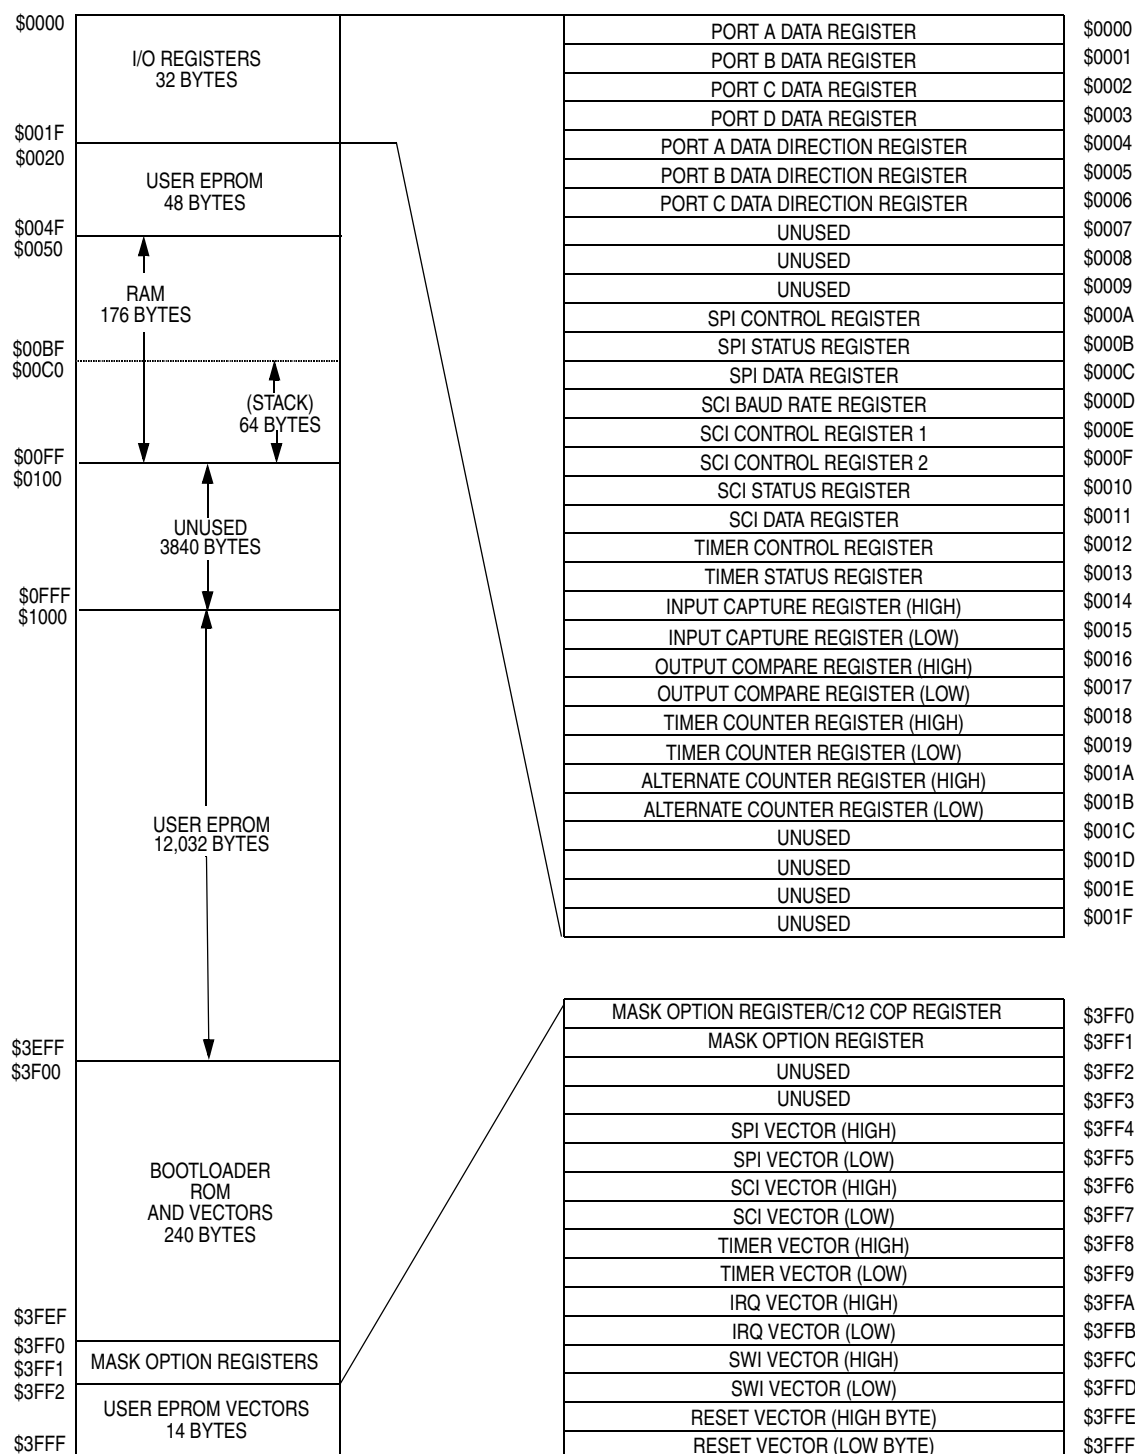 $0000
I/O REGISTERS
32 BYTES
$001F
$0020
USER EPROM
48 BYTES
$004F
$0050
RAM
176 BYTES
$00BF
$00C0
(STACK)
64 BYTES
$00FF
$0100
UNUSED
3840 BYTES
$0FFF
$1000
USER EPROM
12,032 BYTES
$3EFF
$3F00
BOOTLOADER
ROM
AND VECTORS
240 BYTES
$3FEF
$3FF0
$3FF1
MASK OPTION REGISTERS
$3FF2
USER EPROM VECTORS
14 BYTES
$3FFF
PORT A DATA REGISTER $0000
PORT B DATA REGISTER $0001
PORT C DATA REGISTER $0002
PORT D DATA REGISTER $0003
PORT A DATA DIRECTION REGISTER $0004
PORT B DATA DIRECTION REGISTER $0005
PORT C DATA DIRECTION REGISTER $0006
UNUSED $0007
UNUSED $0008
UNUSED $0009
SPI CONTROL REGISTER $000A
SPI STATUS REGISTER $000B
SPI DATA REGISTER $000C
SCI BAUD RATE REGISTER $000D
SCI CONTROL REGISTER 1 $000E
SCI CONTROL REGISTER 2 $000F
SCI STATUS REGISTER $0010
SCI DATA REGISTER $0011
TIMER CONTROL REGISTER $0012
TIMER STATUS REGISTER $0013
INPUT CAPTURE REGISTER (HIGH) $0014
INPUT CAPTURE REGISTER (LOW) $0015
OUTPUT COMPARE REGISTER (HIGH) $0016
OUTPUT COMPARE REGISTER (LOW) $0017
TIMER COUNTER REGISTER (HIGH) $0018
TIMER COUNTER REGISTER (LOW) $0019
ALTERNATE COUNTER REGISTER (HIGH) $001A
ALTERNATE COUNTER REGISTER (LOW) $001B
UNUSED $001C
UNUSED $001D
UNUSED $001E
UNUSED $001F
MASK OPTION REGISTER/C12 COP REGISTER $3FF0
MASK OPTION REGISTER $3FF1
UNUSED $3FF2
UNUSED $3FF3
SPI VECTOR (HIGH) $3FF4
SPI VECTOR (LOW) $3FF5
SCI VECTOR (HIGH) $3FF6
SCI VECTOR (LOW) $3FF7
TIMER VECTOR (HIGH) $3FF8
TIMER VECTOR (LOW) $3FF9
IRQ VECTOR (HIGH) $3FFA
IRQ VECTOR (LOW) $3FFB
SWI VECTOR (HIGH) $3FFC
SWI VECTOR (LOW) $3FFD
RESET VECTOR (HIGH BYTE) $3FFE
RESET VECTOR (LOW BYTE) $3FFF